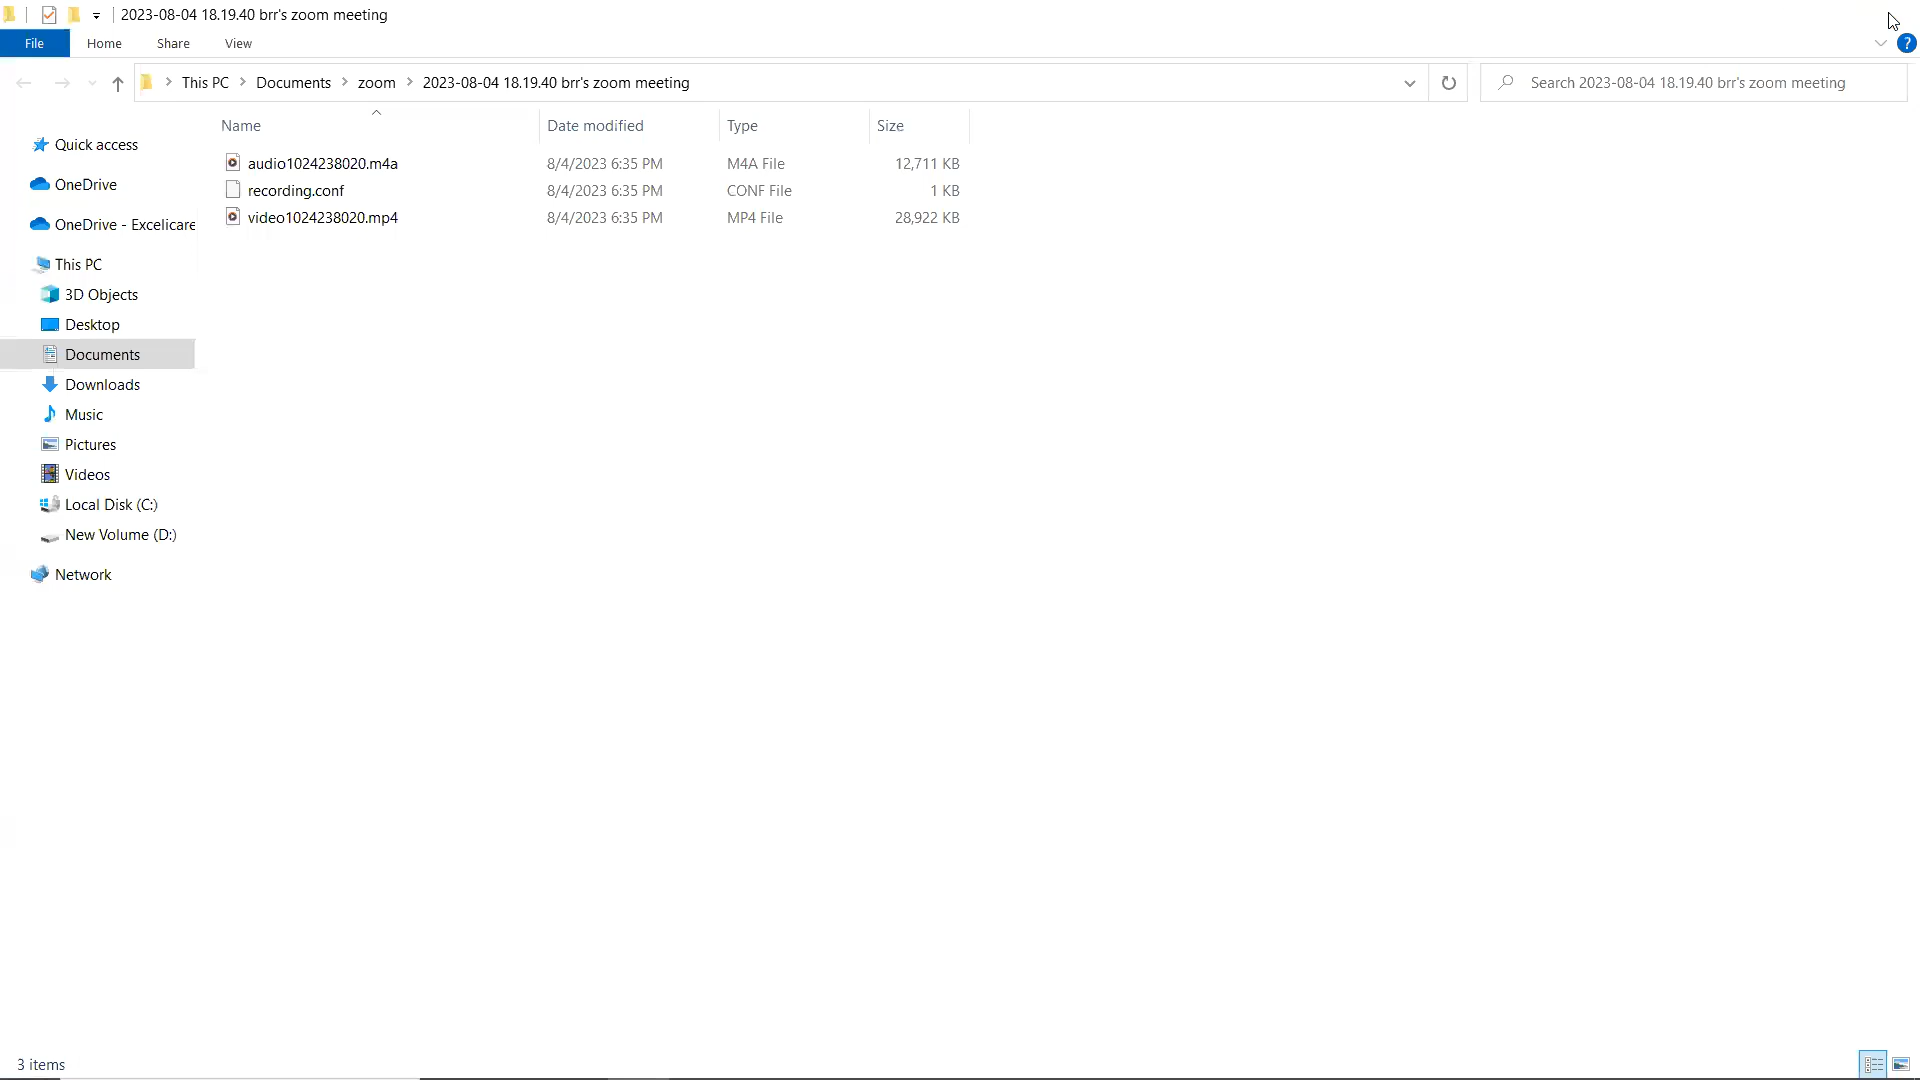 2023-08-04 18.19.40 brr's zoom meeting
File Home Share View ?
This PC Documents zoom 2023-08-04 18.19.40 brr's zoom meeting Search 2023-08-04 18.19.40 brr's zoom meeting
Name Date modified Type Size
audio1024238020.m4a 8/4/2023 6:35 PM M4A File 12,711 KB
recording.conf 8/4/2023 6:35 PM CONF File 1 KB
video1024238020.mp4 8/4/2023 6:35 PM MP4 File 28,922 KB
Quick access
OneDrive
OneDrive - Excelicare
This PC
3D Objects
Desktop
Documents
Downloads
Music
Pictures
Videos
Local Disk (C:)
New Volume (D:)
Network
3 items